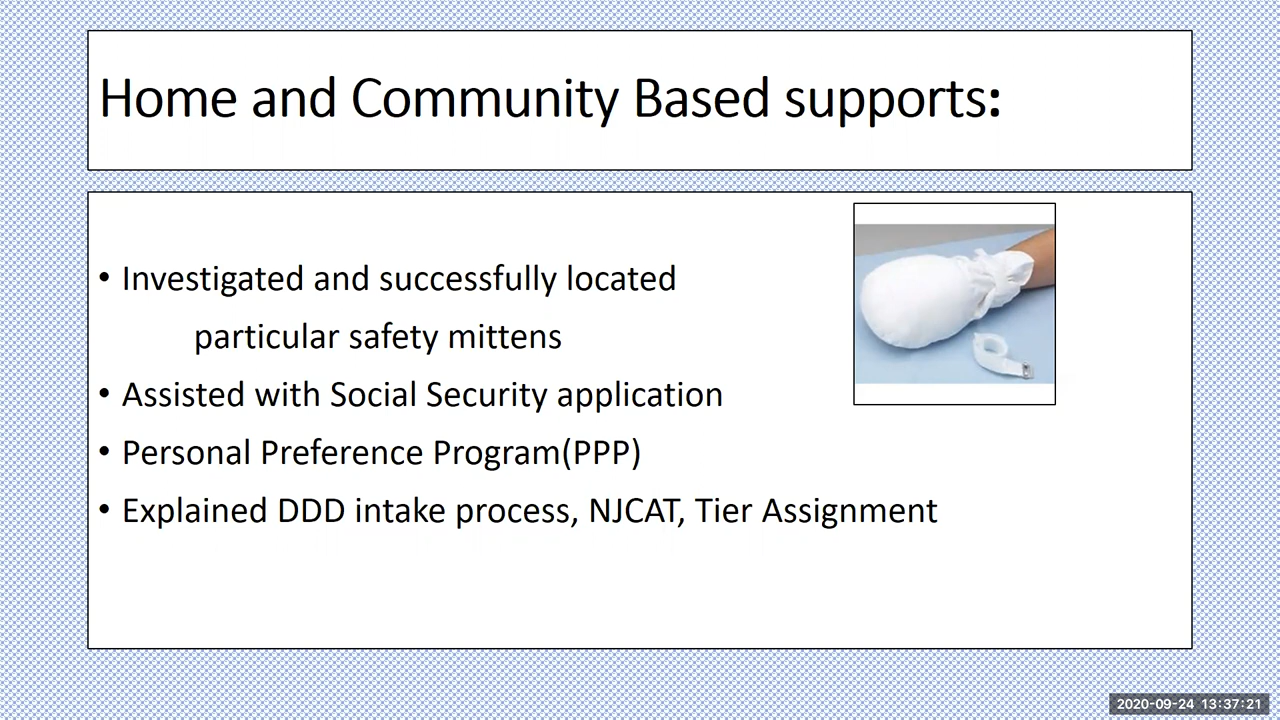 Home and Community Based supports:
• Investigated and successfully located
particular safety mittens
• Assisted with Social Security application
• Personal Preference Program(PPP)
• Explained DDD intake process, NJCAT, Tier Assignment
2020-09-24 13:37:21